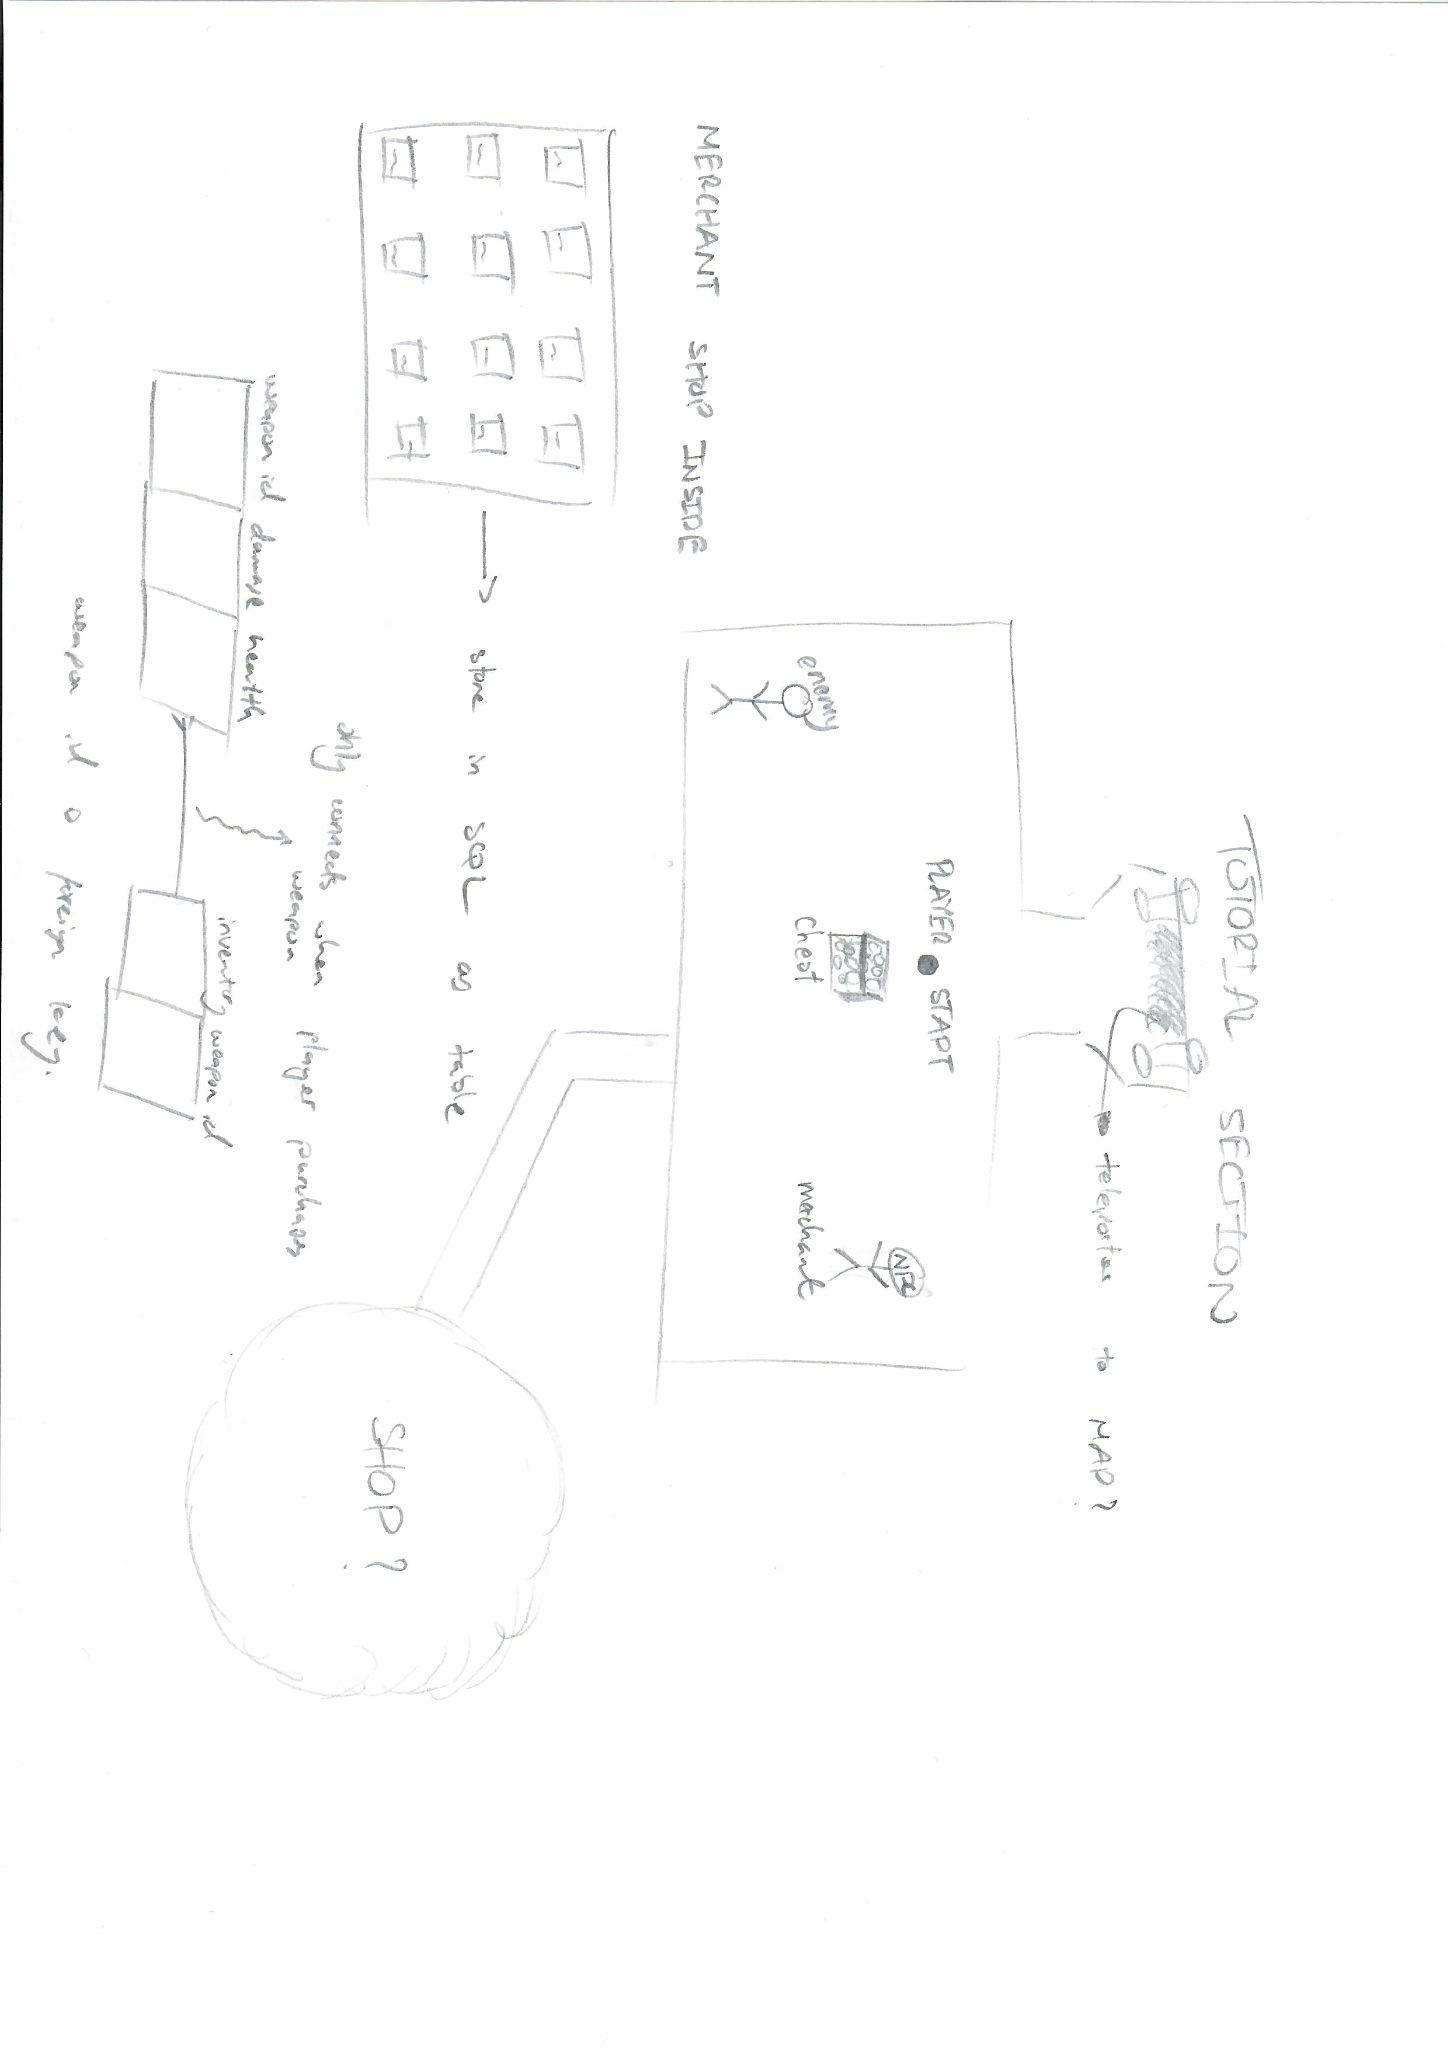 TUTORIAL SECTION
teleporter to MAP?
PLAYER START
enemy
chest
NPC
merchant
MERCHANT SHOP INSIDE
→ store in SQL as table
SHOP?
only connects when player purchases
weapon
weapon id damage health
inventory weapon id
weapon id a foreign key.